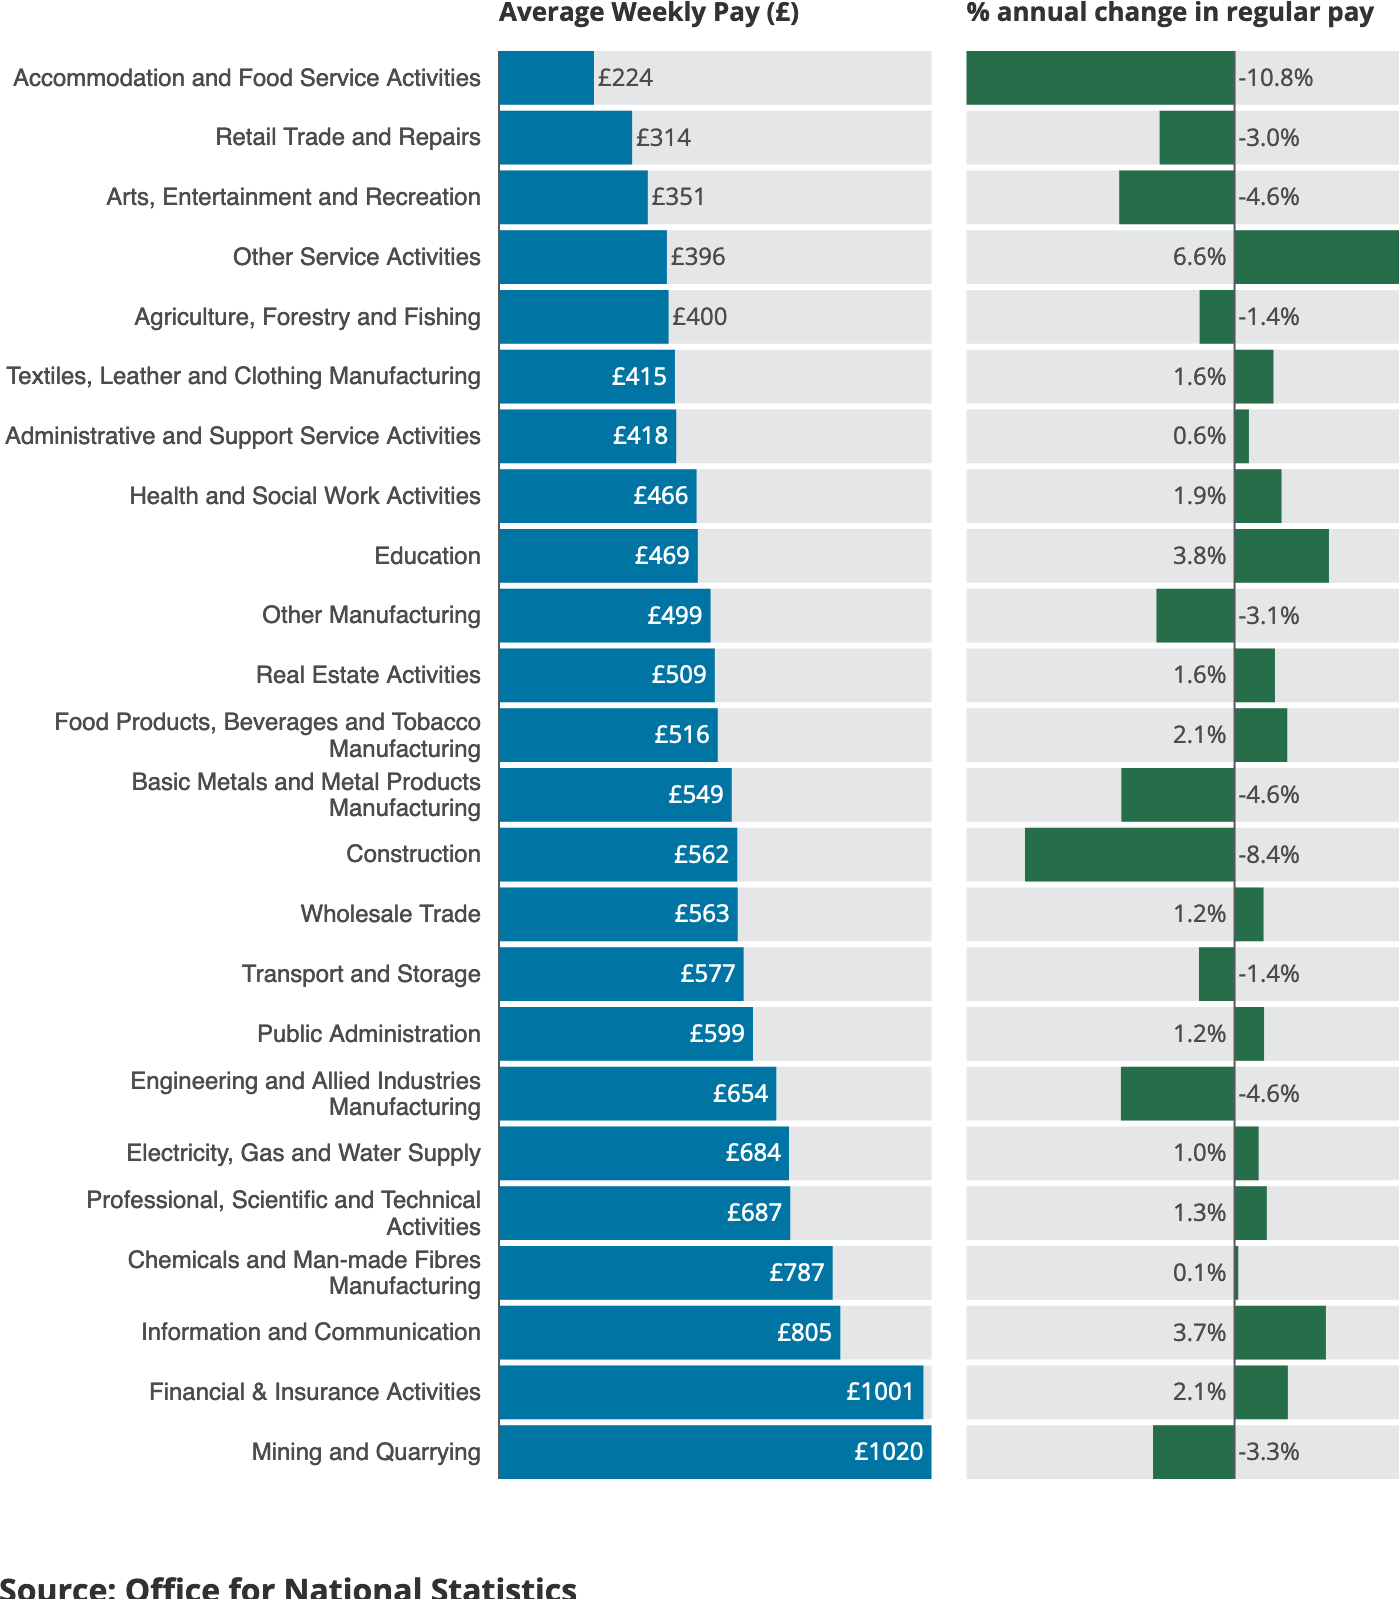 Average Weekly Pay (£) % annual change in regular pay
Accommodation and Food Service Activities £224 -10.8%
Retail Trade and Repairs £314 -3.0%
Arts, Entertainment and Recreation £351 -4.6%
Other Service Activities £396 6.6%
Agriculture, Forestry and Fishing £400 -1.4%
Textiles, Leather and Clothing Manufacturing £415 1.6%
Administrative and Support Service Activities £418 0.6%
Health and Social Work Activities £466 1.9%
Education £469 3.8%
Other Manufacturing £499 -3.1%
Real Estate Activities £509 1.6%
Food Products, Beverages and Tobacco
Manufacturing £516 2.1%
Basic Metals and Metal Products
Manufacturing £549 -4.6%
Construction £562 -8.4%
Wholesale Trade £563 1.2%
Transport and Storage £577 -1.4%
Public Administration £599 1.2%
Engineering and Allied Industries
Manufacturing £654 -4.6%
Electricity, Gas and Water Supply £684 1.0%
Professional, Scientific and Technical
Activities £687 1.3%
Chemicals and Man-made Fibres
Manufacturing £787 0.1%
Information and Communication £805 3.7%
Financial & Insurance Activities £1001 2.1%
Mining and Quarrying £1020 -3.3%
Source: Office for National Statistics